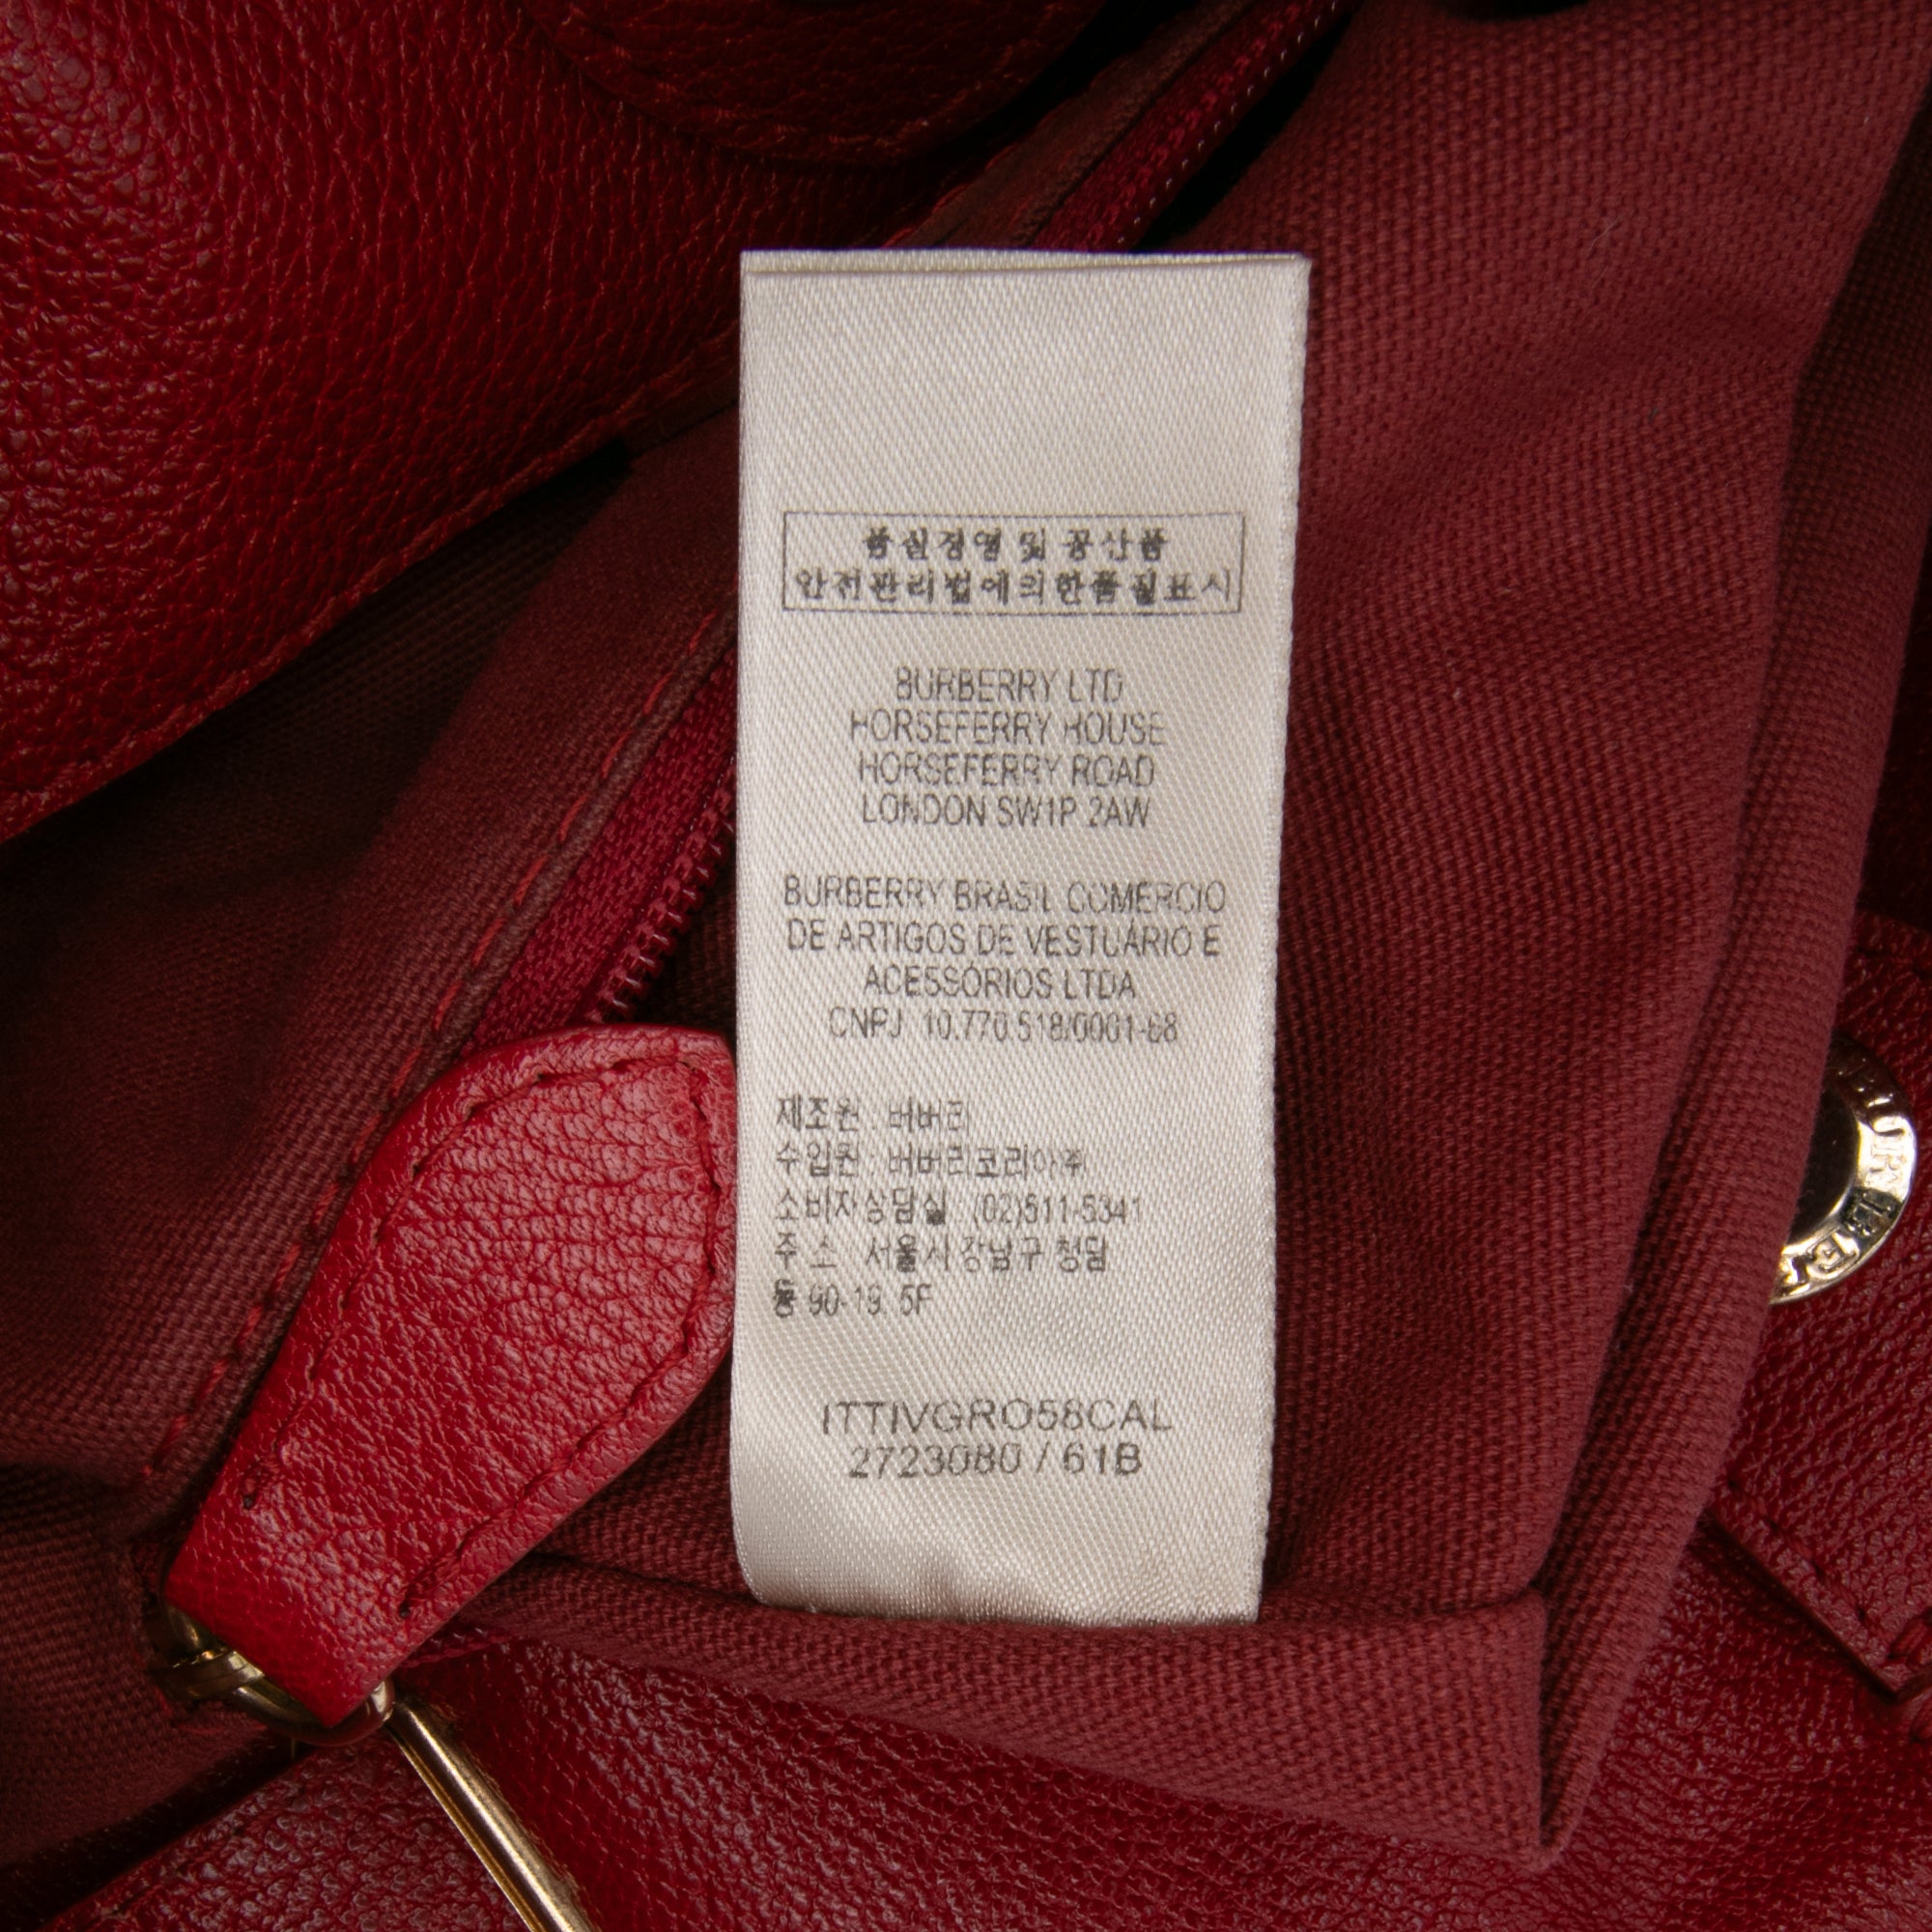 품질경영 및 공산품
안전관리법에의한품질표시
BURBERRY LTD
HORSEFERRY HOUSE
HORSEFERRY ROAD
LONDON SW1P 2AW
BURBERRY BRASIL COMERCIO
DE ARTIGOS DE VESTUÁRIO E
ACESSÓRIOS LTDA
CNPJ 10.770.518/0001-68
제조원 : 버버리
수입원 : 버버리코리아주
소비자상담실 (02)511-5341
주 소 서울시 강남구 청담
동 90-19. 5F
ITTIVGRO58CAL
2723080 / 61B